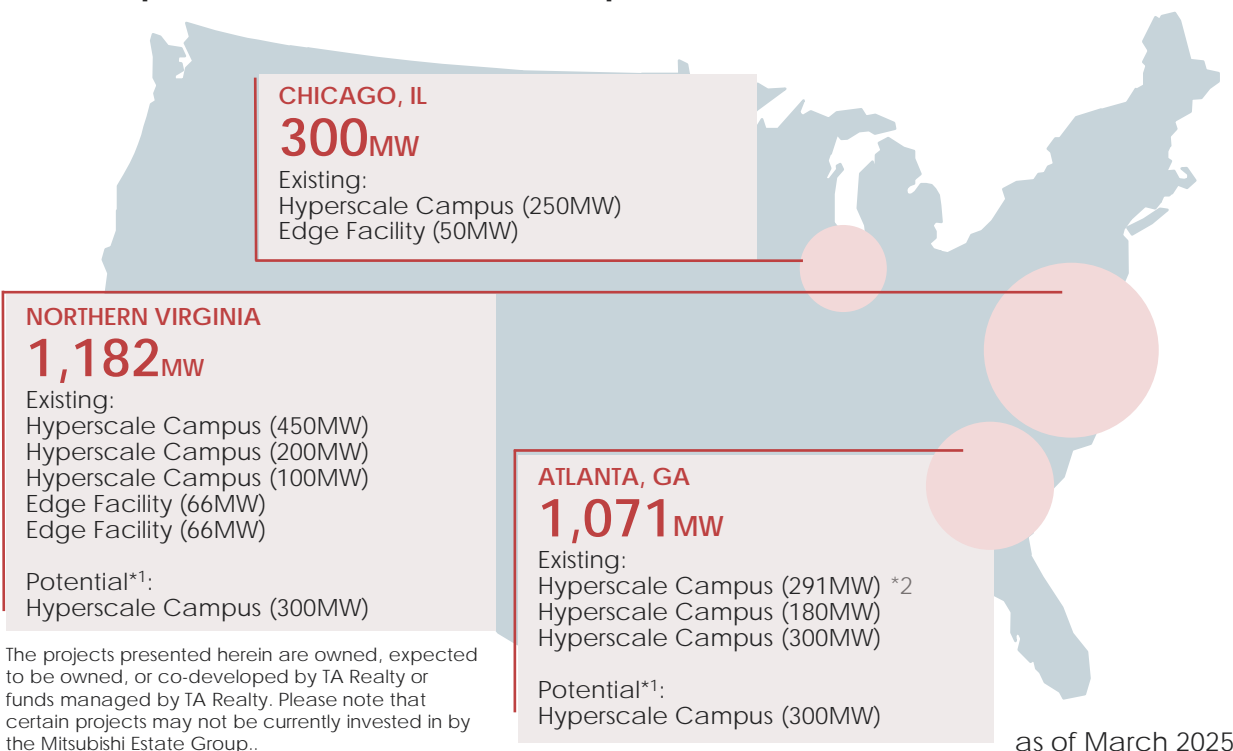 CHICAGO, IL
300MW
Existing:
Hyperscale Campus (250MW)
Edge Facility (50MW)
NORTHERN VIRGINIA
1,182MW
Existing:
Hyperscale Campus (450MW)
Hyperscale Campus (200MW)
Hyperscale Campus (100MW)
Edge Facility (66MW)
Edge Facility (66MW)
Potential*1:
Hyperscale Campus (300MW)
ATLANTA, GA
1,071MW
Existing:
Hyperscale Campus (291MW) *2
Hyperscale Campus (180MW)
Hyperscale Campus (300MW)
Potential*1:
Hyperscale Campus (300MW)
The projects presented herein are owned, expected
to be owned, or co-developed by TA Realty or
funds managed by TA Realty. Please note that
certain projects may not be currently invested in by
the Mitsubishi Estate Group..
as of March 2025